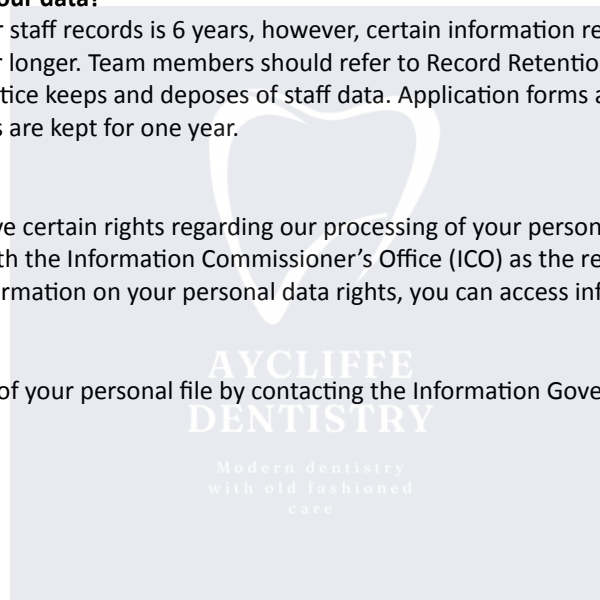 our data?
r staff records is 6 years, however, certain information re
r longer. Team members should refer to Record Retentio
tice keeps and deposes of staff data. Application forms a
s are kept for one year.
ve certain rights regarding our processing of your person
th the Information Commissioner’s Office (ICO) as the re
rmation on your personal data rights, you can access inf
of your personal file by contacting the Information Gove
AYCLIFFE
DENTISTRY
Modern dentistry
with old fashioned
care